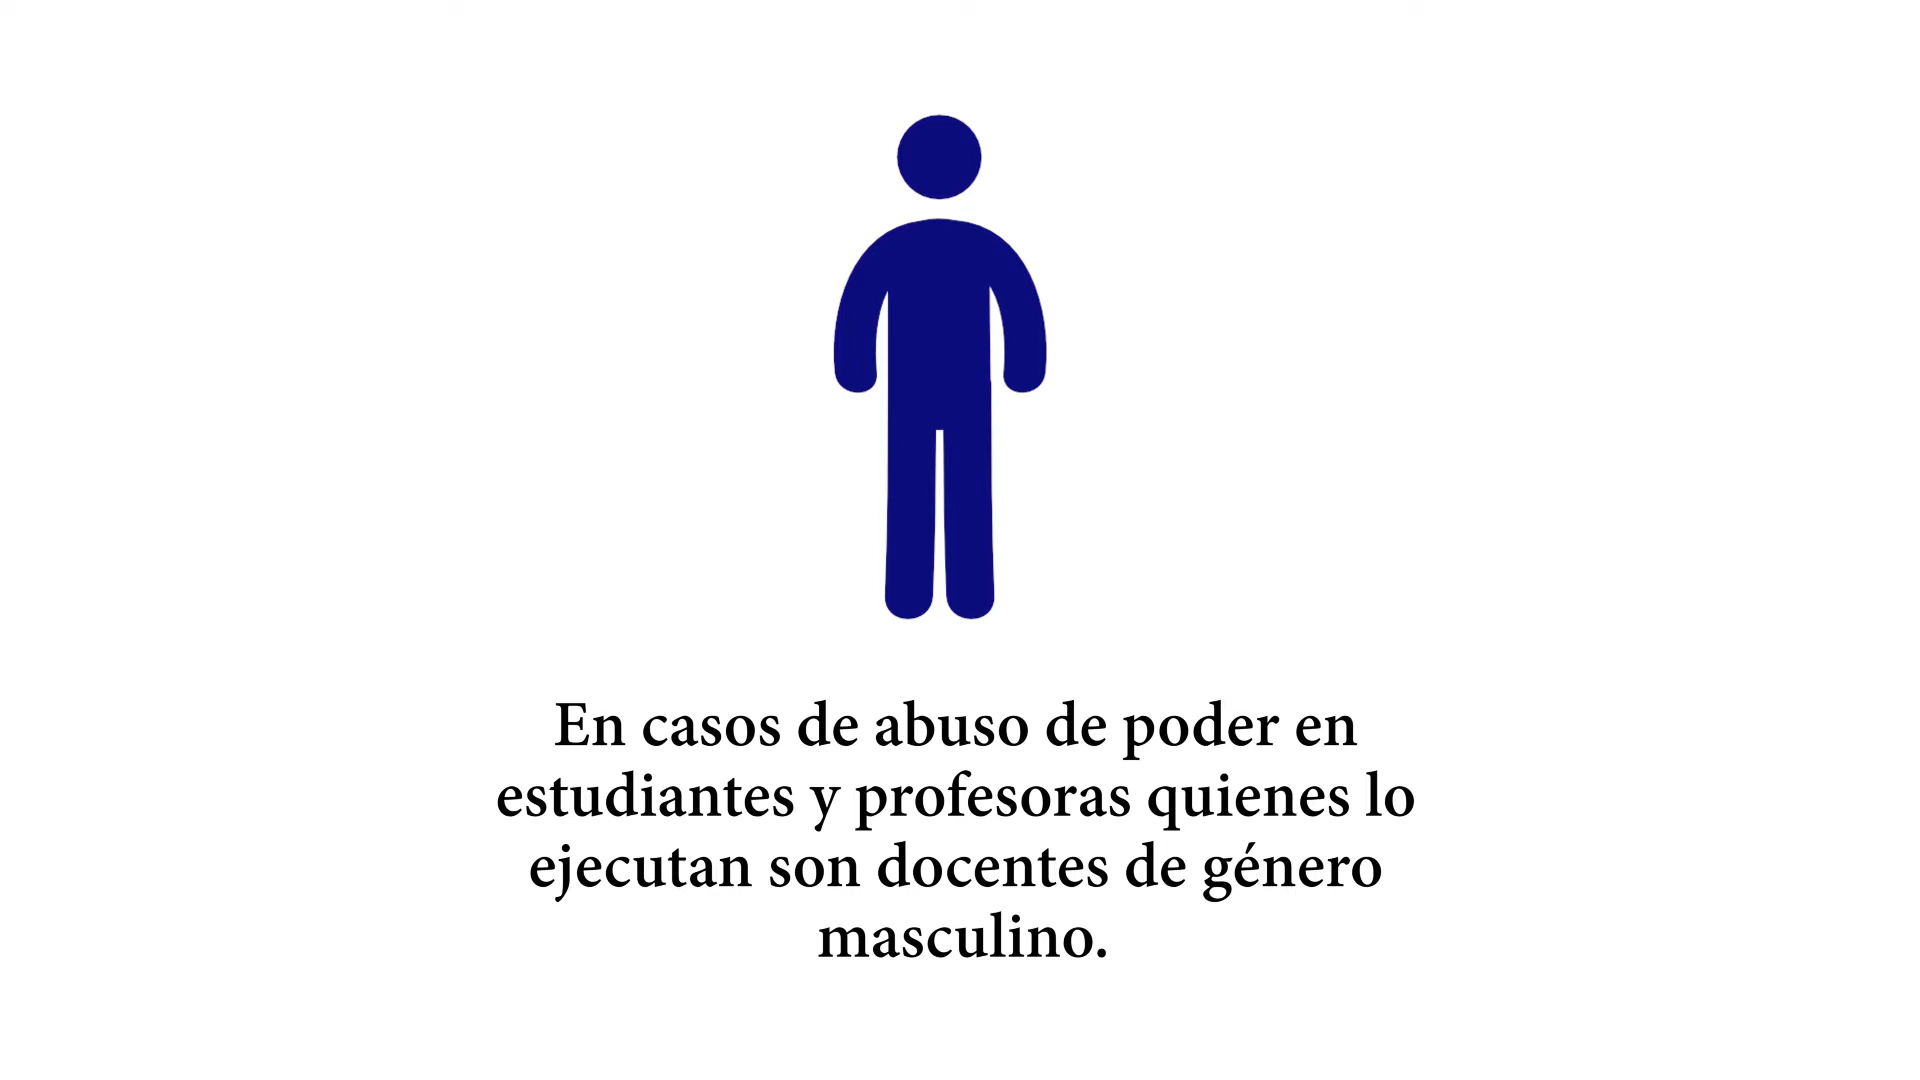 En casos de abuso de poder en
estudiantes y profesoras quienes lo
ejecutan son docentes de género
masculino.